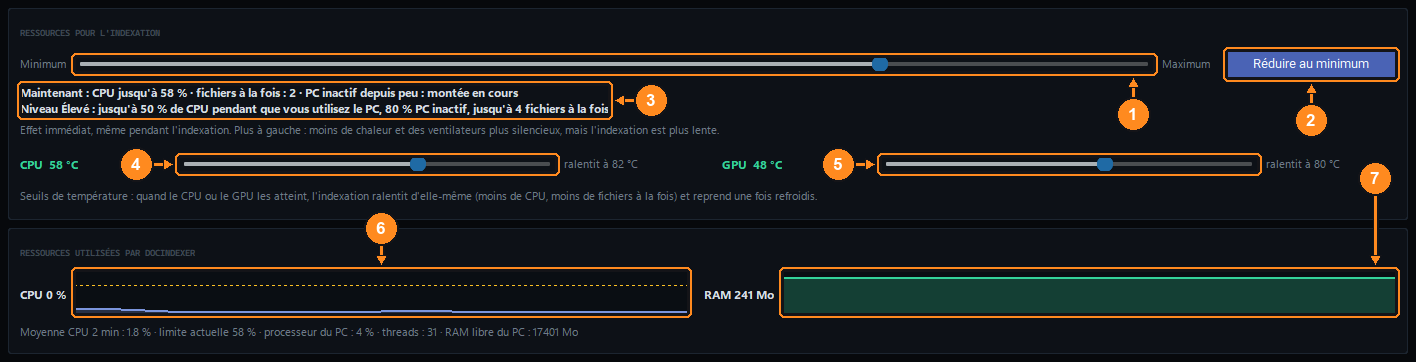 RESSOURCES POUR L'INDEXATION
Minimum Maximum Réduire au minimum
Maintenant : CPU jusqu'à 58 % · fichiers à la fois : 2 · PC inactif depuis peu : montée en cours
Niveau Élevé : jusqu'à 50 % de CPU pendant que vous utilisez le PC, 80 % PC inactif, jusqu'à 4 fichiers à la fois
3
1
2
Effet immédiat, même pendant l'indexation. Plus à gauche : moins de chaleur et des ventilateurs plus silencieux, mais l'indexation est plus lente.
CPU 58 °C 4 ralentit à 82 °C GPU 48 °C 5 ralentit à 80 °C
7
Seuils de température : quand le CPU ou le GPU les atteint, l'indexation ralentit d'elle-même (moins de CPU, moins de fichiers à la fois) et reprend une fois refroidis.
6
RESSOURCES UTILISÉES PAR DOCINDEXER
CPU 0 % RAM 241 Mo
Moyenne CPU 2 min : 1.8 % · limite actuelle 58 % · processeur du PC : 4 % · threads : 31 · RAM libre du PC : 17401 Mo